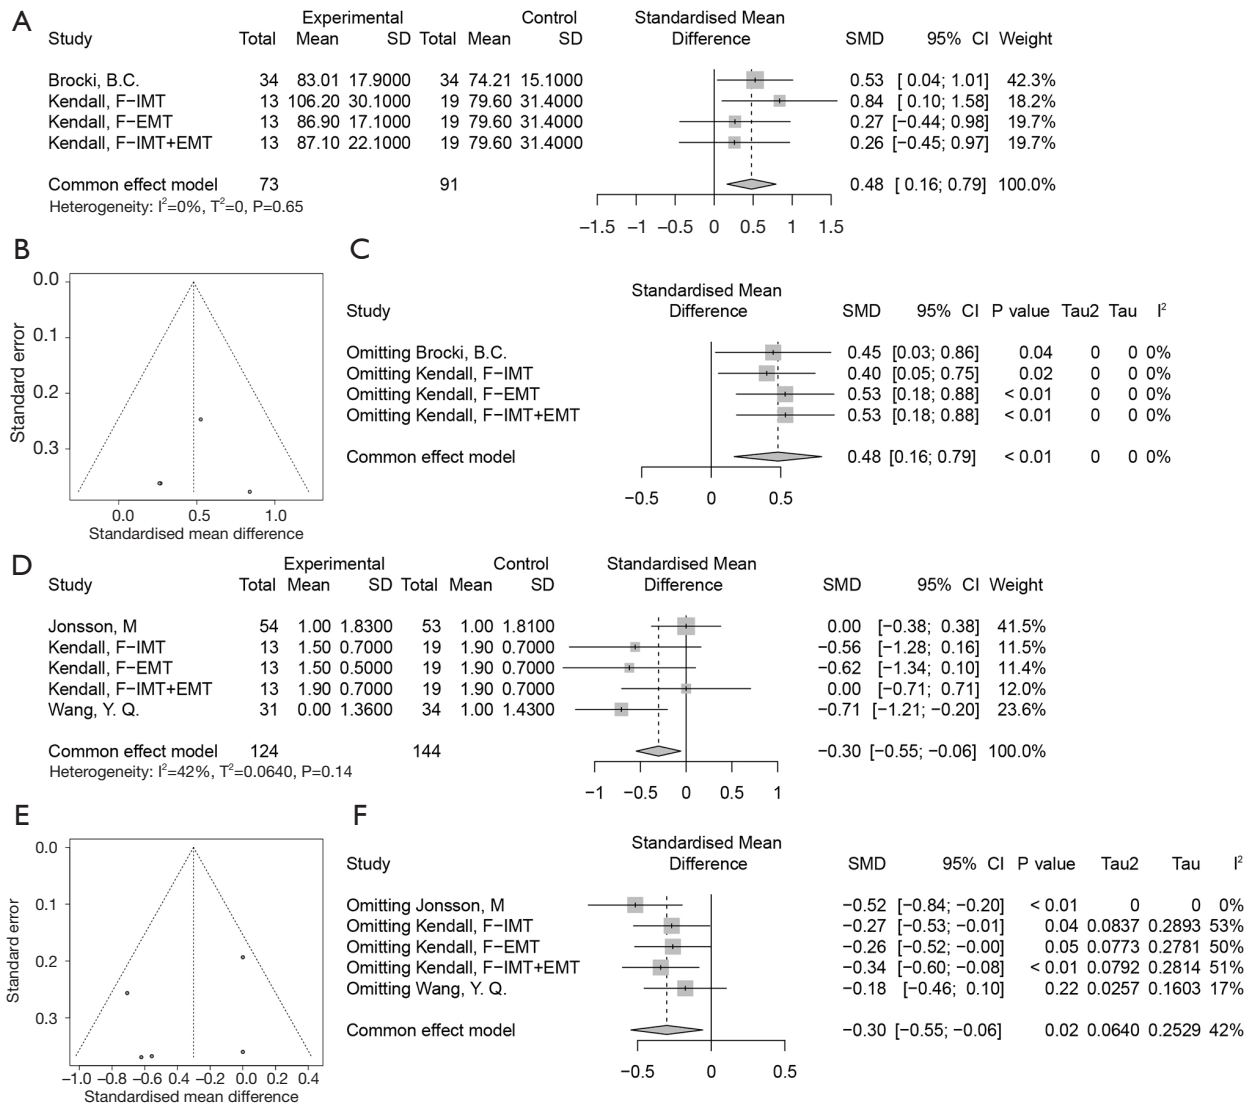 A
Experimental Control Standardised Mean
Study Total Mean SD Total Mean SD Difference SMD 95% CI Weight
Brocki, B.C. 34 83.01 17.9000 34 74.21 15.1000 0.53 [ 0.04; 1.01] 42.3%
Kendall, F−IMT 13 106.20 30.1000 19 79.60 31.4000 0.84 [ 0.10; 1.58] 18.2%
Kendall, F−EMT 13 86.90 17.1000 19 79.60 31.4000 0.27 [−0.44; 0.98] 19.7%
Kendall, F−IMT+EMT 13 87.10 22.1000 19 79.60 31.4000 0.26 [−0.45; 0.97] 19.7%
Common effect model 73 91 0.48 [ 0.16; 0.79] 100.0%
Heterogeneity: I²=0%, T²=0, P=0.65
−1.5 −1 −0.5 0 0.5 1 1.5
B
0.0
0.1
0.2
0.3
Standard error
0.0 0.5 1.0
Standardised mean difference
C
Standardised Mean
Study Difference SMD 95% CI P value Tau2 Tau I²
Omitting Brocki, B.C. 0.45 [0.03; 0.86] 0.04 0 0 0%
Omitting Kendall, F−IMT 0.40 [0.05; 0.75] 0.02 0 0 0%
Omitting Kendall, F−EMT 0.53 [0.18; 0.88] < 0.01 0 0 0%
Omitting Kendall, F−IMT+EMT 0.53 [0.18; 0.88] < 0.01 0 0 0%
Common effect model 0.48 [0.16; 0.79] < 0.01 0 0 0%
−0.5 0 0.5
D
Experimental Control Standardised Mean
Study Total Mean SD Total Mean SD Difference SMD 95% CI Weight
Jonsson, M 54 1.00 1.8300 53 1.00 1.8100 0.00 [−0.38; 0.38] 41.5%
Kendall, F−IMT 13 1.50 0.7000 19 1.90 0.7000 −0.56 [−1.28; 0.16] 11.5%
Kendall, F−EMT 13 1.50 0.5000 19 1.90 0.7000 −0.62 [−1.34; 0.10] 11.4%
Kendall, F−IMT+EMT 13 1.90 0.7000 19 1.90 0.7000 0.00 [−0.71; 0.71] 12.0%
Wang, Y. Q. 31 0.00 1.3600 34 1.00 1.4300 −0.71 [−1.21; −0.20] 23.6%
Common effect model 124 144 −0.30 [−0.55; −0.06] 100.0%
Heterogeneity: I²=42%, T²=0.0640, P=0.14
−1 −0.5 0 0.5 1
E
0.0
0.1
0.2
0.3
Standard error
−1.0 −0.8 −0.6 0.4 −0.2 0.0 0.2 0.4
Standardised mean difference
F
Standardised Mean
Study Difference SMD 95% CI P value Tau2 Tau I²
Omitting Jonsson, M −0.52 [−0.84; −0.20] < 0.01 0 0 0%
Omitting Kendall, F−IMT −0.27 [−0.53; −0.01] 0.04 0.0837 0.2893 53%
Omitting Kendall, F−EMT −0.26 [−0.52; −0.00] 0.05 0.0773 0.2781 50%
Omitting Kendall, F−IMT+EMT −0.34 [−0.60; −0.08] < 0.01 0.0792 0.2814 51%
Omitting Wang, Y. Q. −0.18 [−0.46; 0.10] 0.22 0.0257 0.1603 17%
Common effect model −0.30 [−0.55; −0.06] 0.02 0.0640 0.2529 42%
−0.5 0 0.5